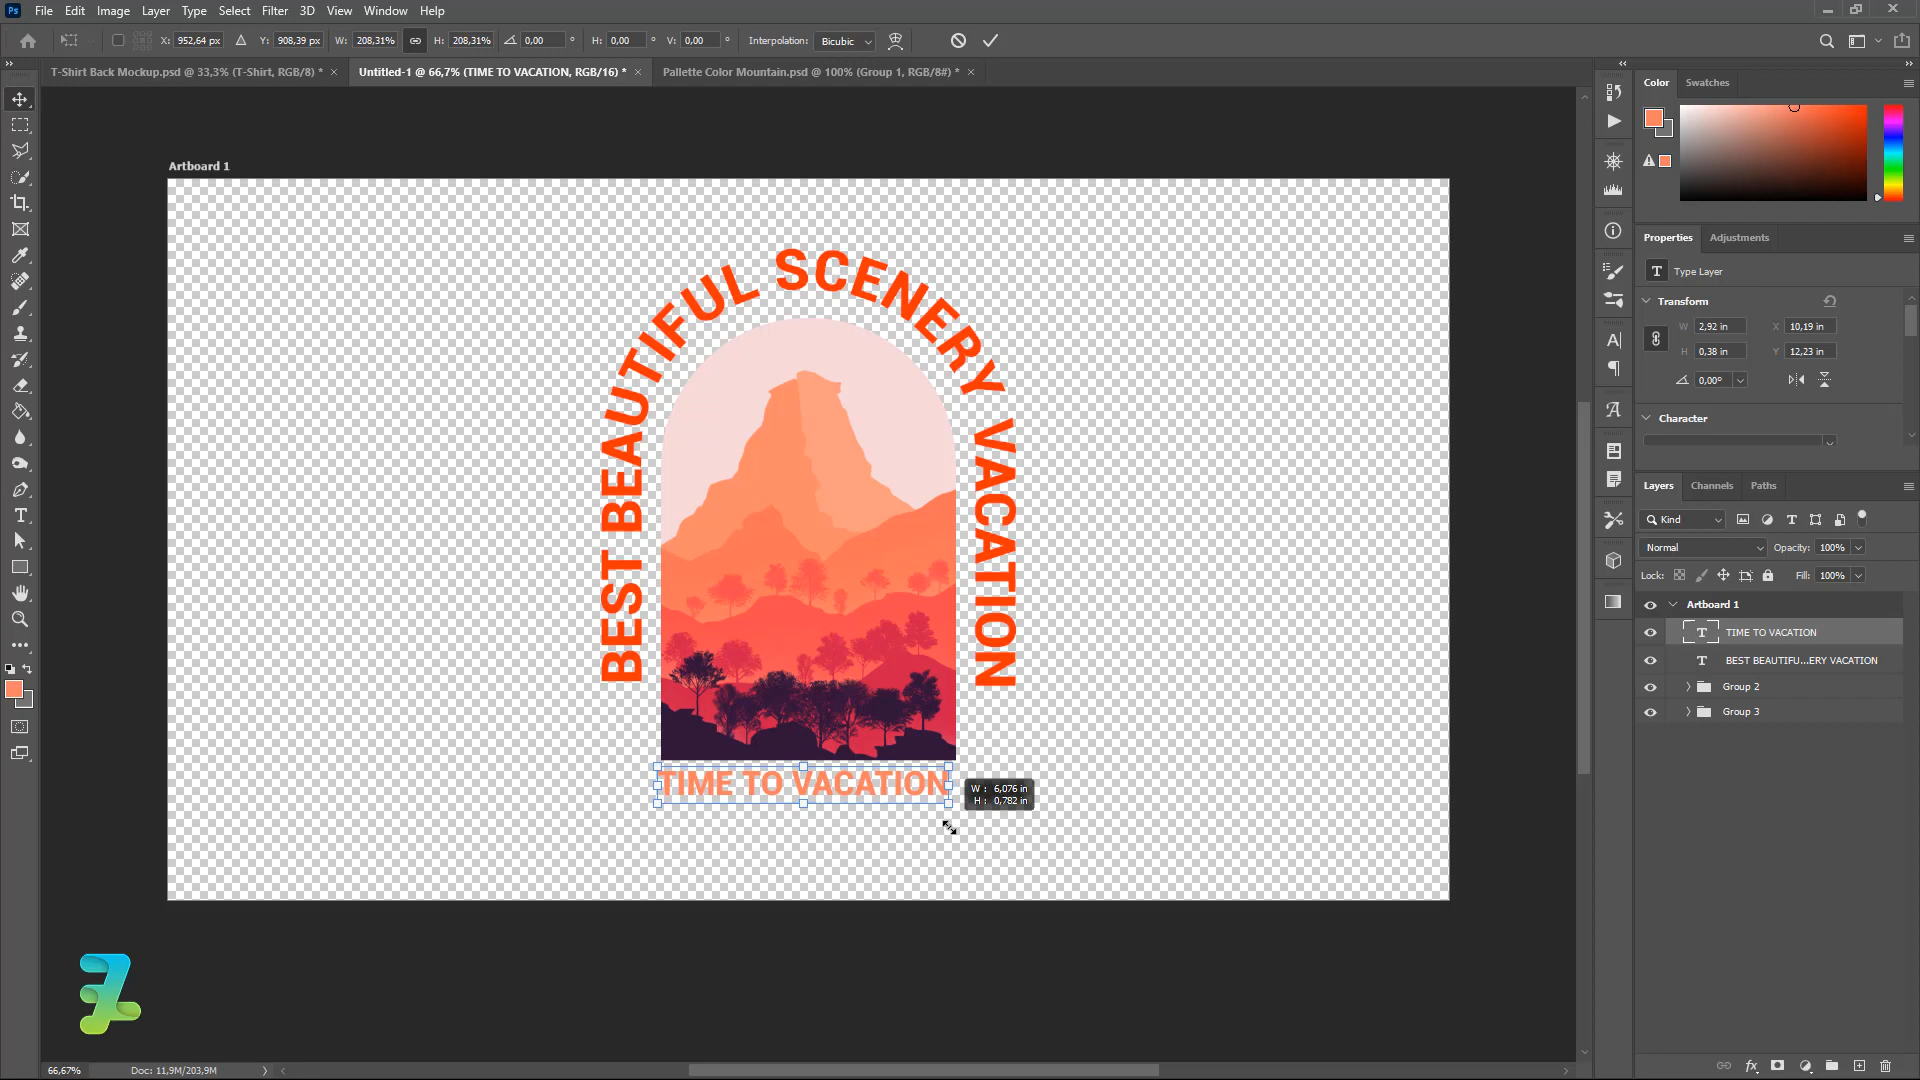 Ps File Edit Image Layer Type Select Filter 3D View Window Help
X: 952,64 px Y: 908,39 px W: 208,31% H: 208,31% 0,00 ° H: 0,00 ° V: 0,00 ° Interpolation: Bicubic
T-Shirt Back Mockup.psd @ 33,3% (T-Shirt, RGB/8) * × Untitled-1 @ 66,7% (TIME TO VACATION, RGB/16) * × Pallette Color Mountain.psd @ 100% (Group 1, RGB/8#) * ×
Artboard 1
BEST BEAUTIFUL SCENERY VACATION
TIME TO VACATION
W : 6,076 in
H : 0,782 in
66,67% Doc: 11,9M/203,9M
Color Swatches
Properties Adjustments
T Type Layer
Transform
W 2,92 in X 10,19 in
H 0,38 in Y 12,23 in
0,00°
Character
Layers Channels Paths
Kind
Normal Opacity: 100%
Lock: Fill: 100%
Artboard 1
T TIME TO VACATION
T BEST BEAUTIFU...ERY VACATION
Group 2
Group 3
fx